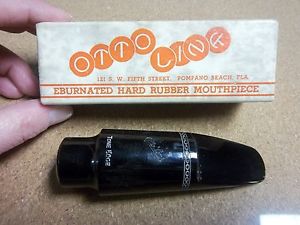 OTTO LINK
121 S. W. FIFTH STREET, POMPANO BEACH, FLA.
EBURNATED HARD RUBBER MOUTHPIECE
TONE EDGE